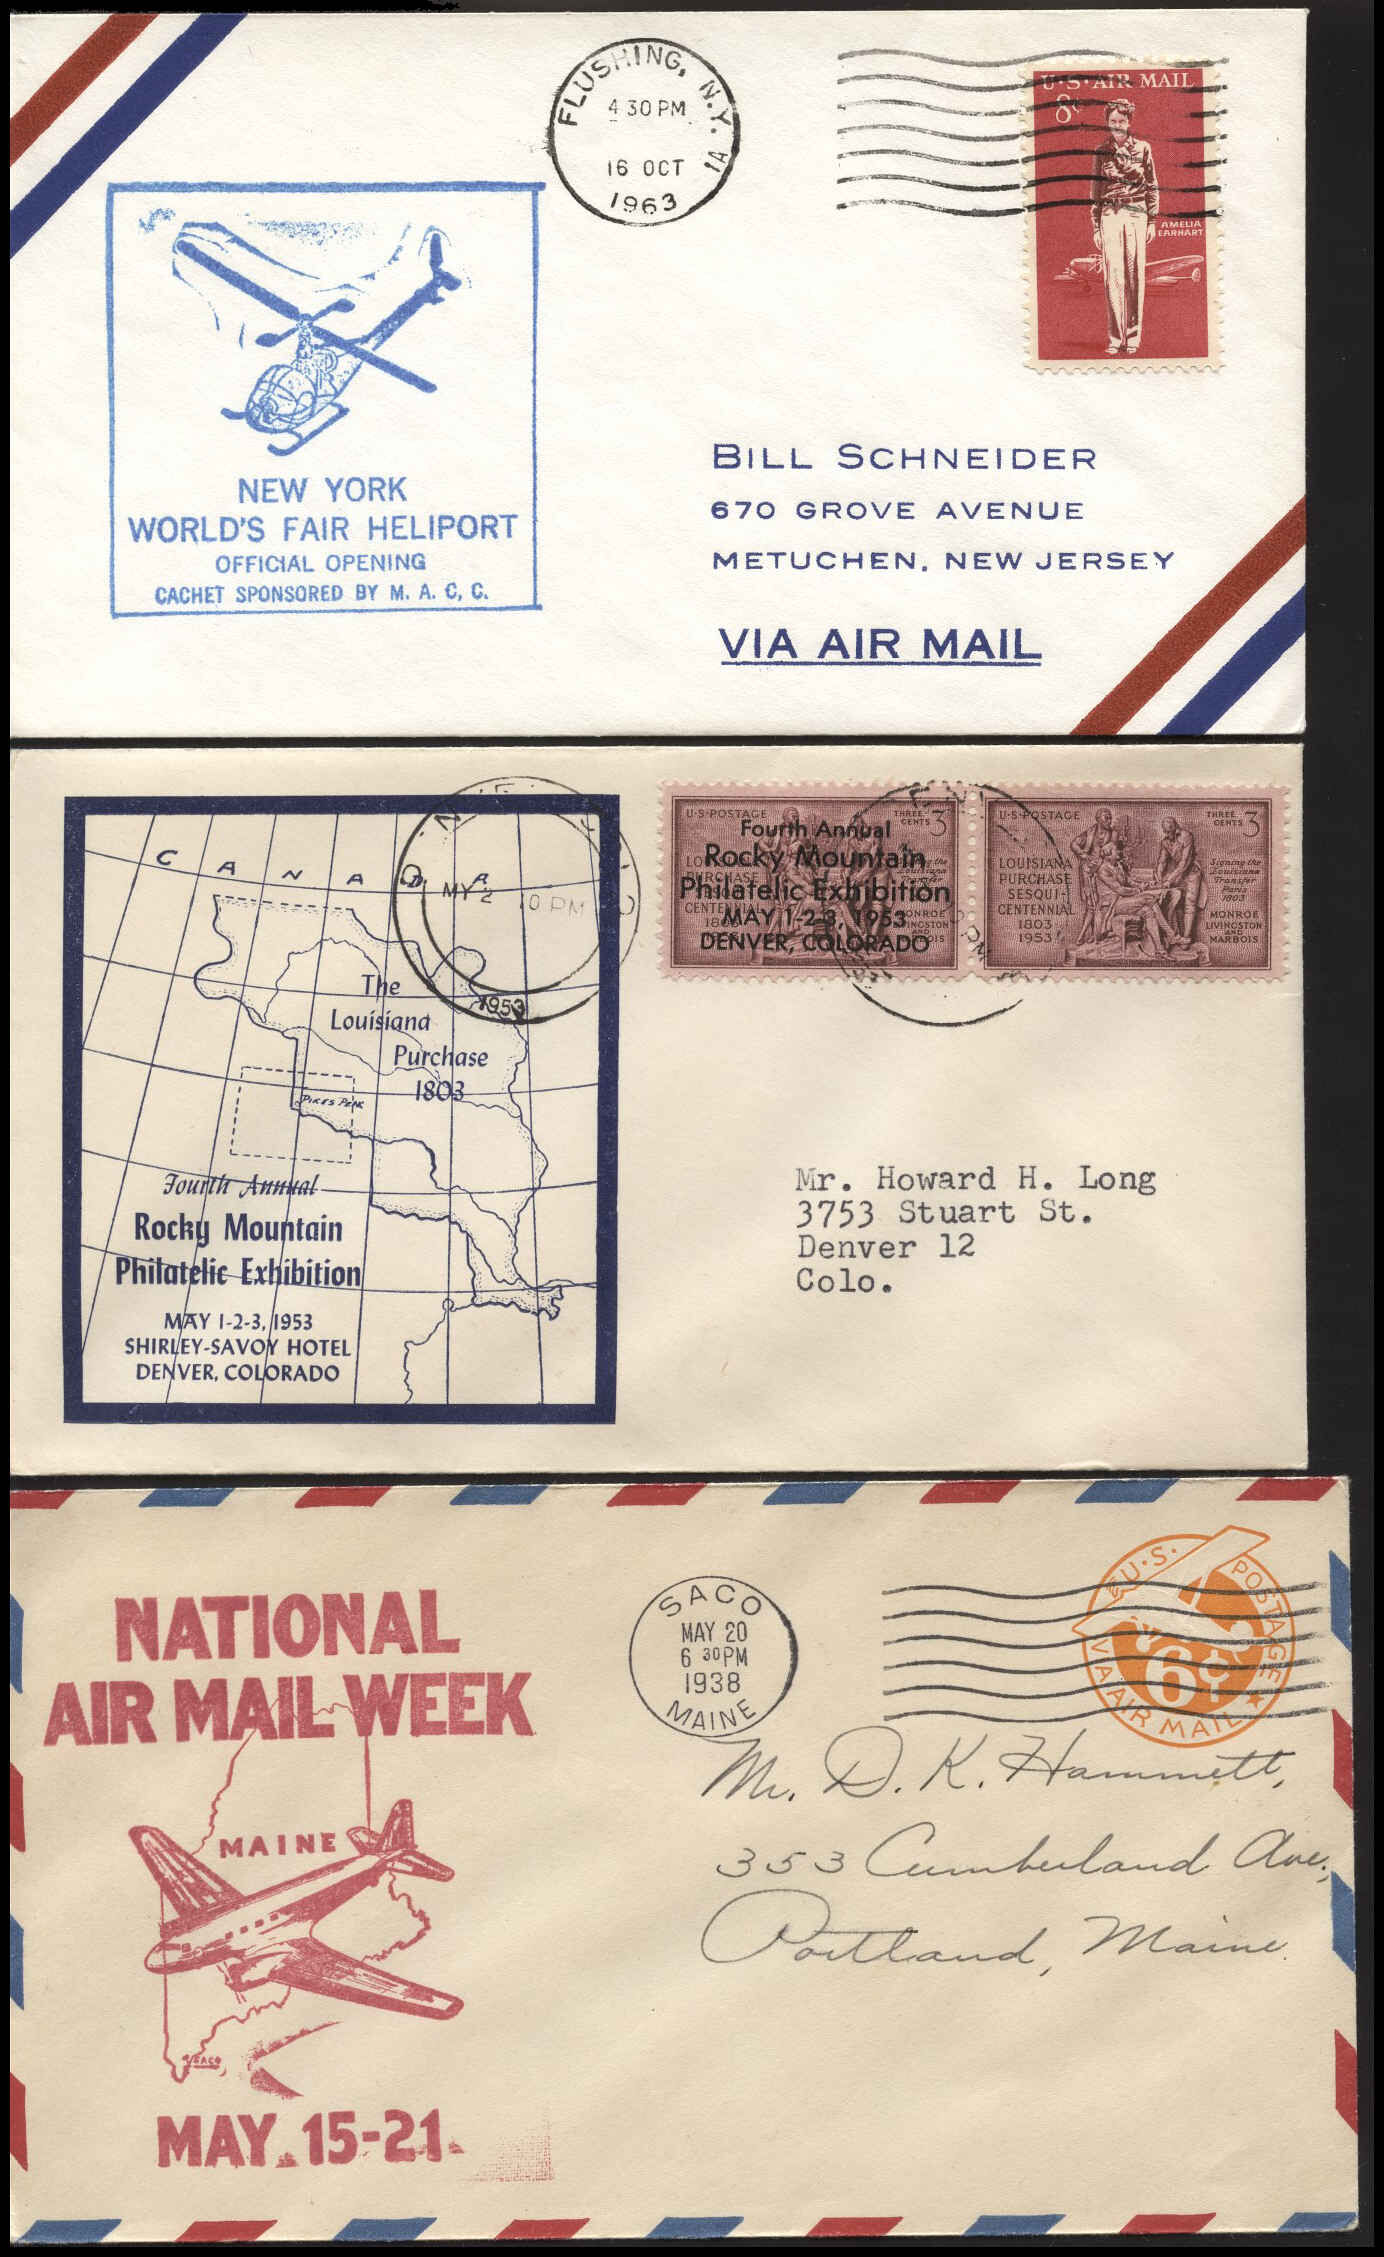 FLUSHING, N.Y. 1A
4 30 PM
16 OCT
1963
U·S·AIR MAIL
8¢
AMELIA
EARHART
NEW YORK
WORLD'S FAIR HELIPORT
OFFICIAL OPENING
CACHET SPONSORED BY M. A. C. C.
BILL SCHNEIDER
670 GROVE AVENUE
METUCHEN, NEW JERSEY
VIA AIR MAIL
CANADA
MY 2
0 PM
1953
The
Louisiana
Purchase
1803
PIKES PEAK
Fourth Annual
Rocky Mountain
Philatelic Exhibition
MAY 1-2-3, 1953
SHIRLEY-SAVOY HOTEL
DENVER, COLORADO
U·S·POSTAGE
THREE
CENTS 3
Fourth Annual
Rocky Mountain
Philatelic Exhibition
MAY 1-2-3, 1953
DENVER, COLORADO
U·S·POSTAGE
THREE
CENTS 3
LOUISIANA
PURCHASE
SESQUI-
CENTENNIAL
1803
1953
Signing the
Louisiana
Transfer
Paris
1803
MONROE
LIVINGSTON
AND
MARBOIS
Mr. Howard H. Long
3753 Stuart St.
Denver 12
Colo.
NATIONAL
AIR MAIL WEEK
MAINE
SACO
MAY 15-21
SACO
MAY 20
6 30PM
1938
MAINE
U.S. POSTAGE
6¢
VIA AIR MAIL
Mr. D. K. Hammett,
353 Cumberland Ave.,
Portland, Maine.